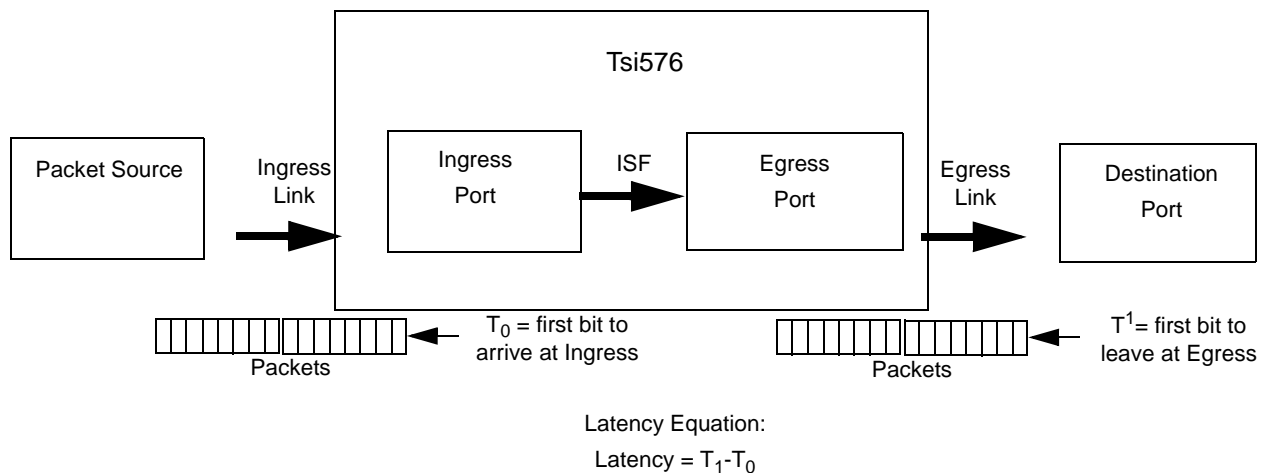 Tsi576
Packet Source
Ingress
Link
Ingress
Port
ISF
Egress
Port
Egress
Link
Destination
Port
Packets
T₀ = first bit to
arrive at Ingress
Packets
T¹= first bit to
leave at Egress
Latency Equation:
Latency = T₁-T₀